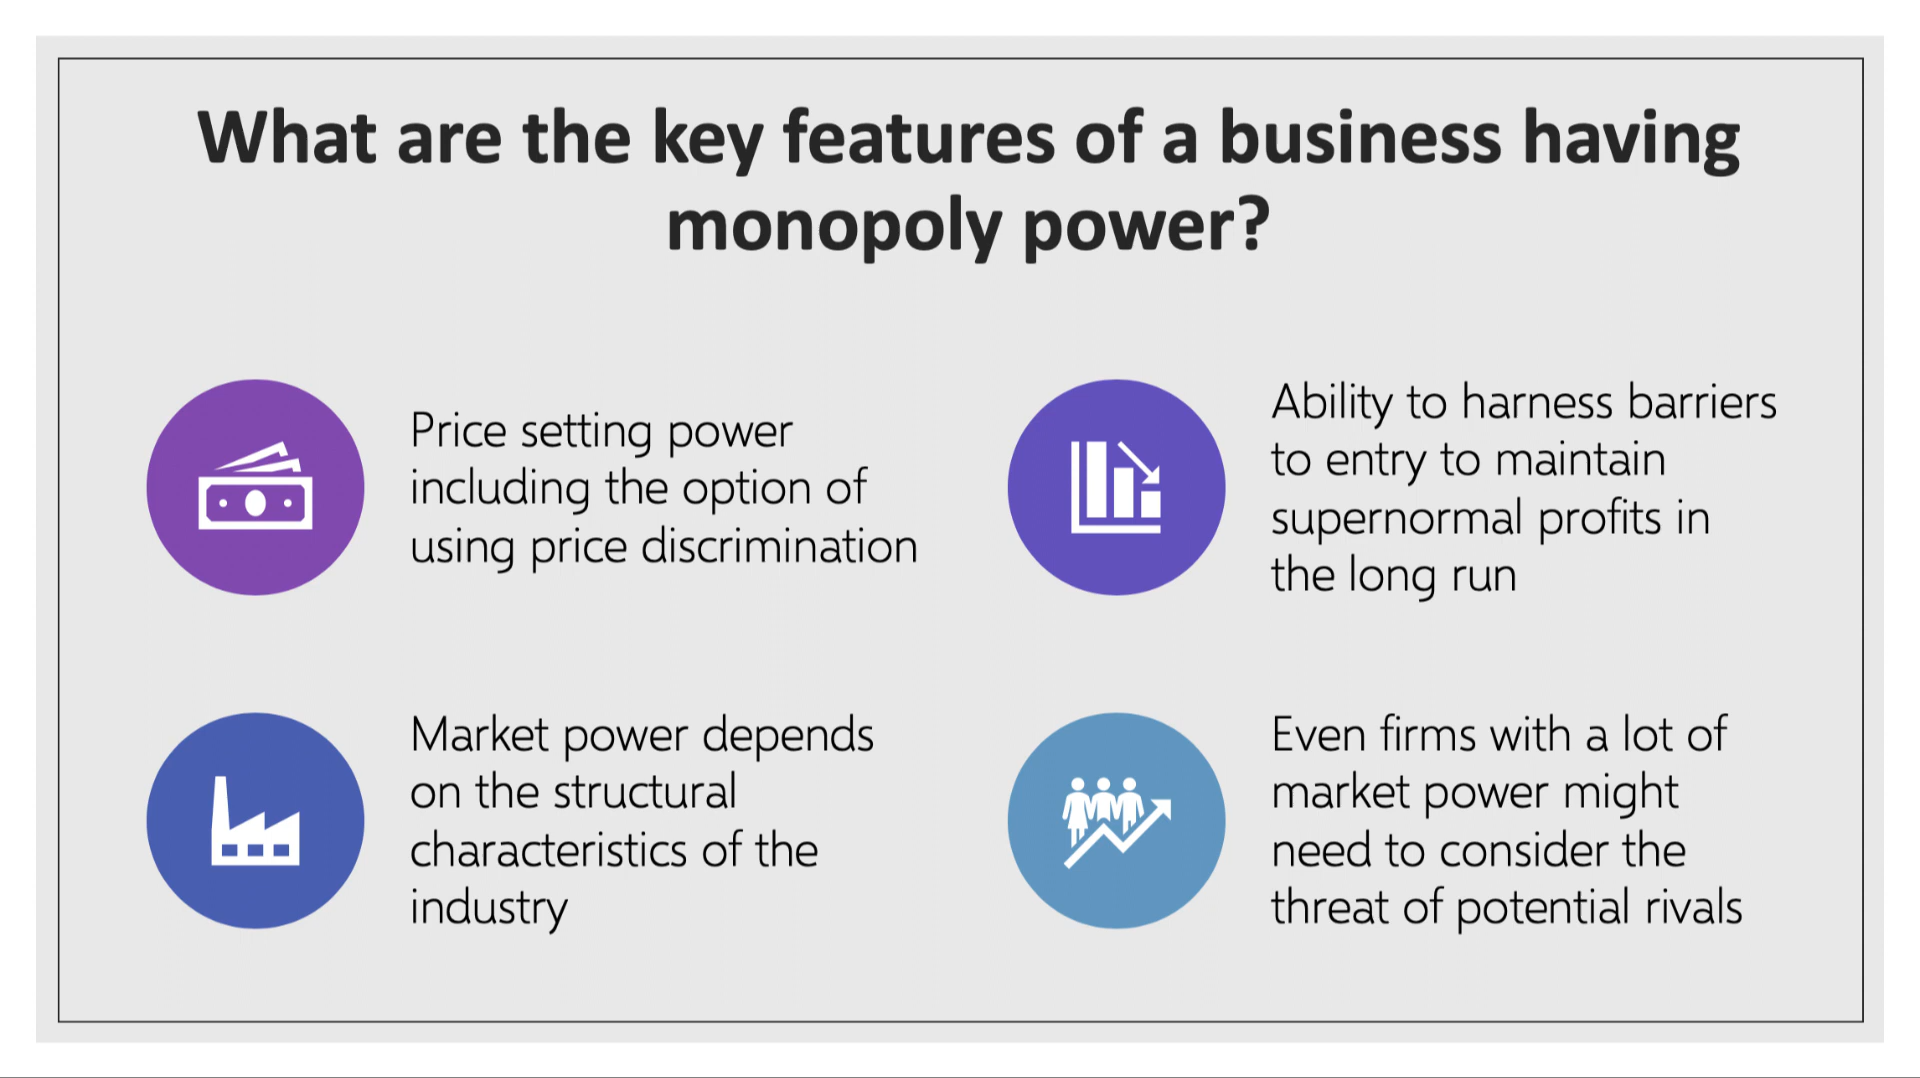 What are the key features of a business having
monopoly power?
Price setting power
including the option of
using price discrimination
Ability to harness barriers
to entry to maintain
supernormal profits in
the long run
Market power depends
on the structural
characteristics of the
industry
Even firms with a lot of
market power might
need to consider the
threat of potential rivals